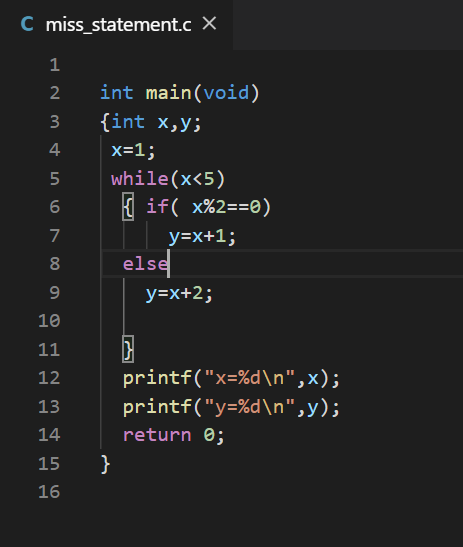 C miss_statement.c ×
1
2 int main(void)
3 {int x,y;
4 x=1;
5 while(x<5)
6 { if( x%2==0)
7 y=x+1;
8 else
9 y=x+2;
10
11 }
12 printf("x=%d\n",x);
13 printf("y=%d\n",y);
14 return 0;
15 }
16